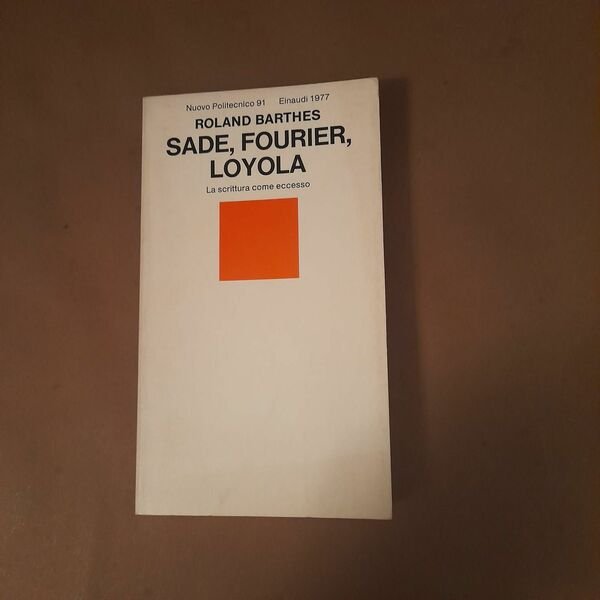 Nuovo Politecnico 91 Einaudi 1977
ROLAND BARTHES
SADE, FOURIER,
LOYOLA
La scrittura come eccesso